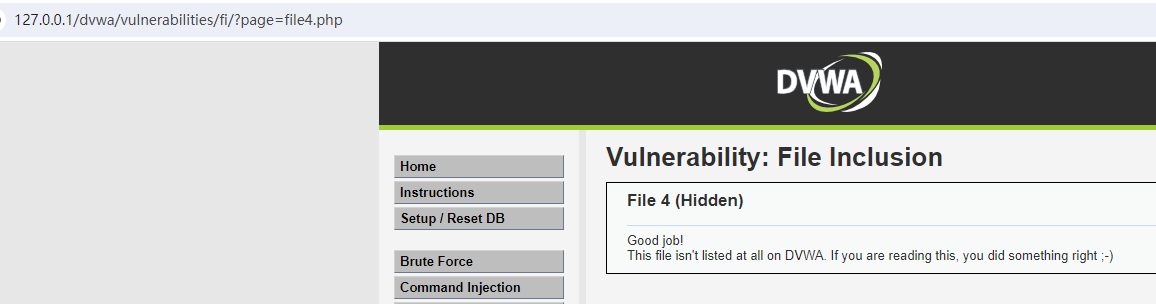 127.0.0.1/dvwa/vulnerabilities/fi/?page=file4.php
DVWA
Home
Instructions
Setup / Reset DB
Brute Force
Command Injection
Vulnerability: File Inclusion
File 4 (Hidden)
Good job!
This file isn't listed at all on DVWA. If you are reading this, you did something right ;-)